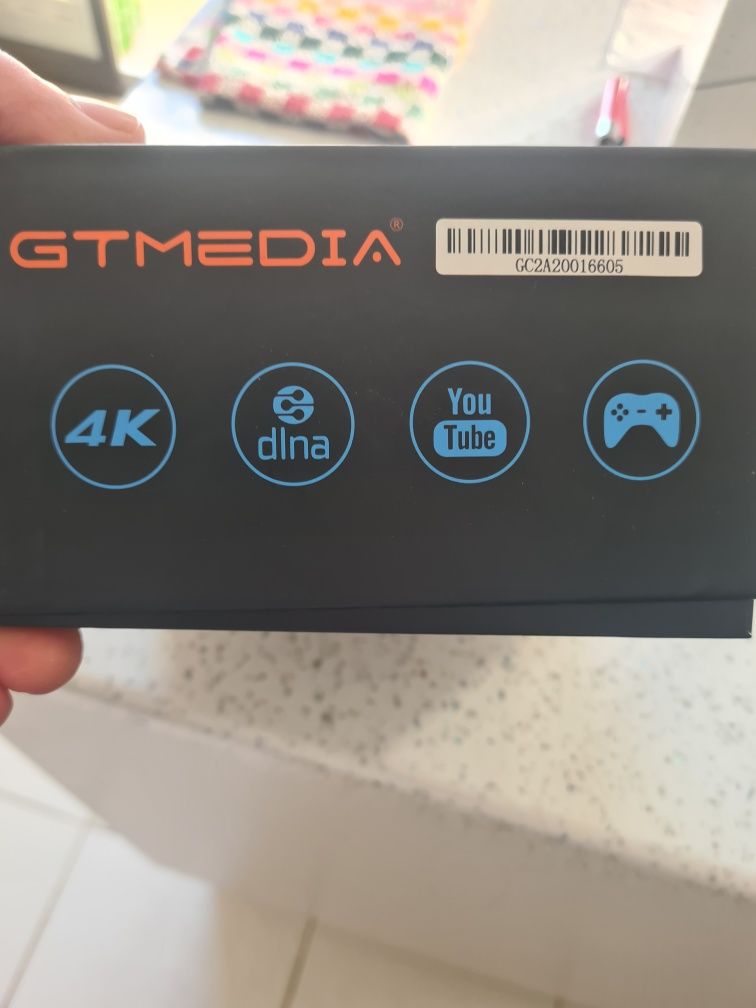 GTMEDIA®
GC2A20016605
4K
dlna
You
Tube